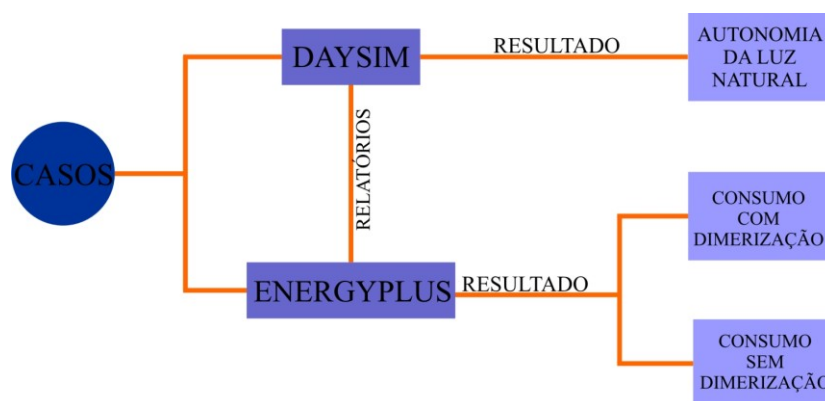 CASOS
DAYSIM
RESULTADO
AUTONOMIA
DA LUZ
NATURAL
RELATÓRIOS
ENERGYPLUS
RESULTADO
CONSUMO
COM
DIMERIZAÇÃO
CONSUMO
SEM
DIMERIZAÇÃO